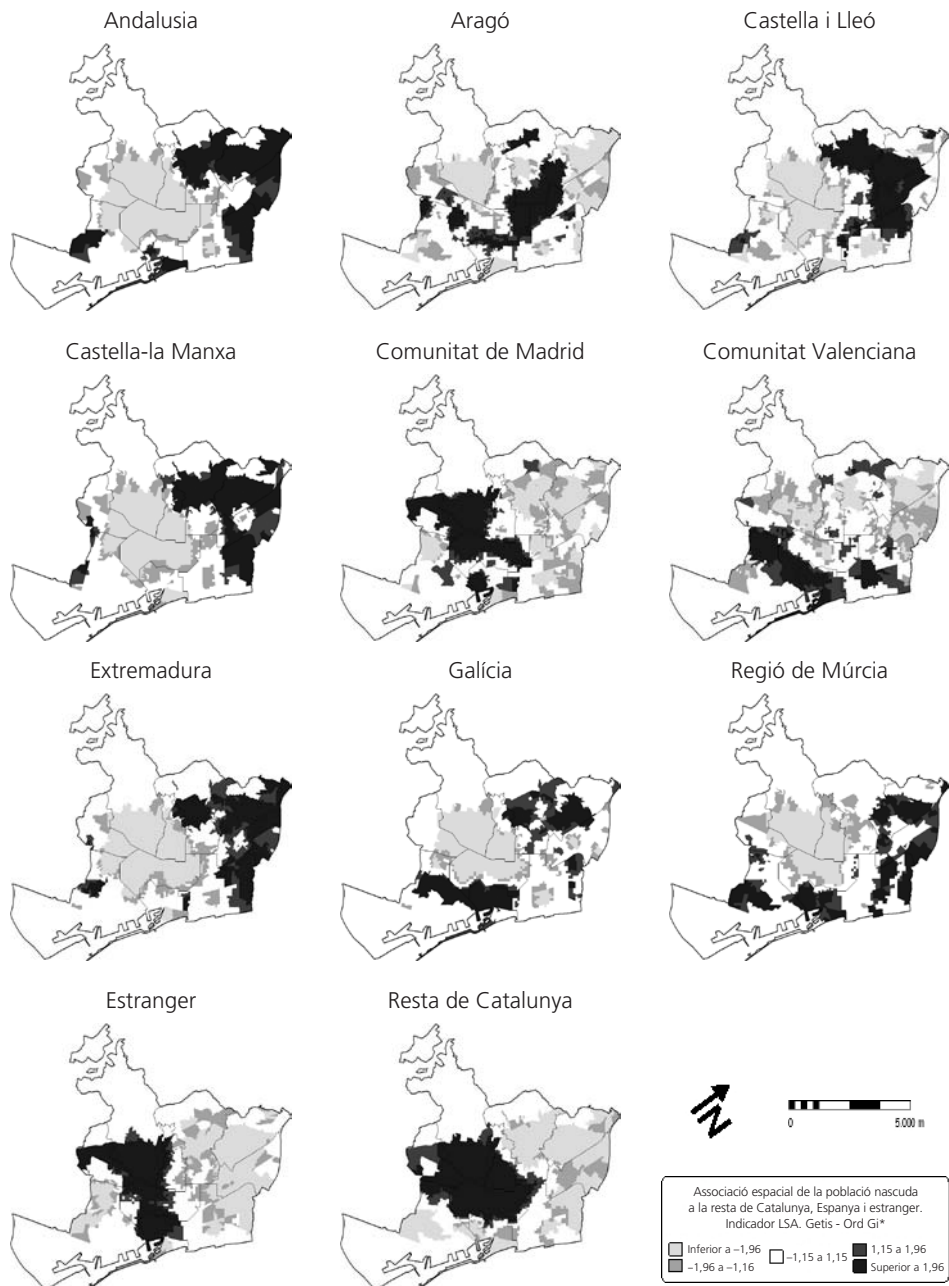 Andalusia
Aragó
Castella i Lleó
Castella-la Manxa
Comunitat de Madrid
Comunitat Valenciana
Extremadura
Galícia
Regió de Múrcia
Estranger
Resta de Catalunya
N
0 5.000 m
Associació espacial de la població nascuda
a la resta de Catalunya, Espanya i estranger.
Indicador LSA. Getis - Ord Gi*
Inferior a –1,96
–1,96 a –1,16
–1,15 a 1,15
1,15 a 1,96
Superior a 1,96